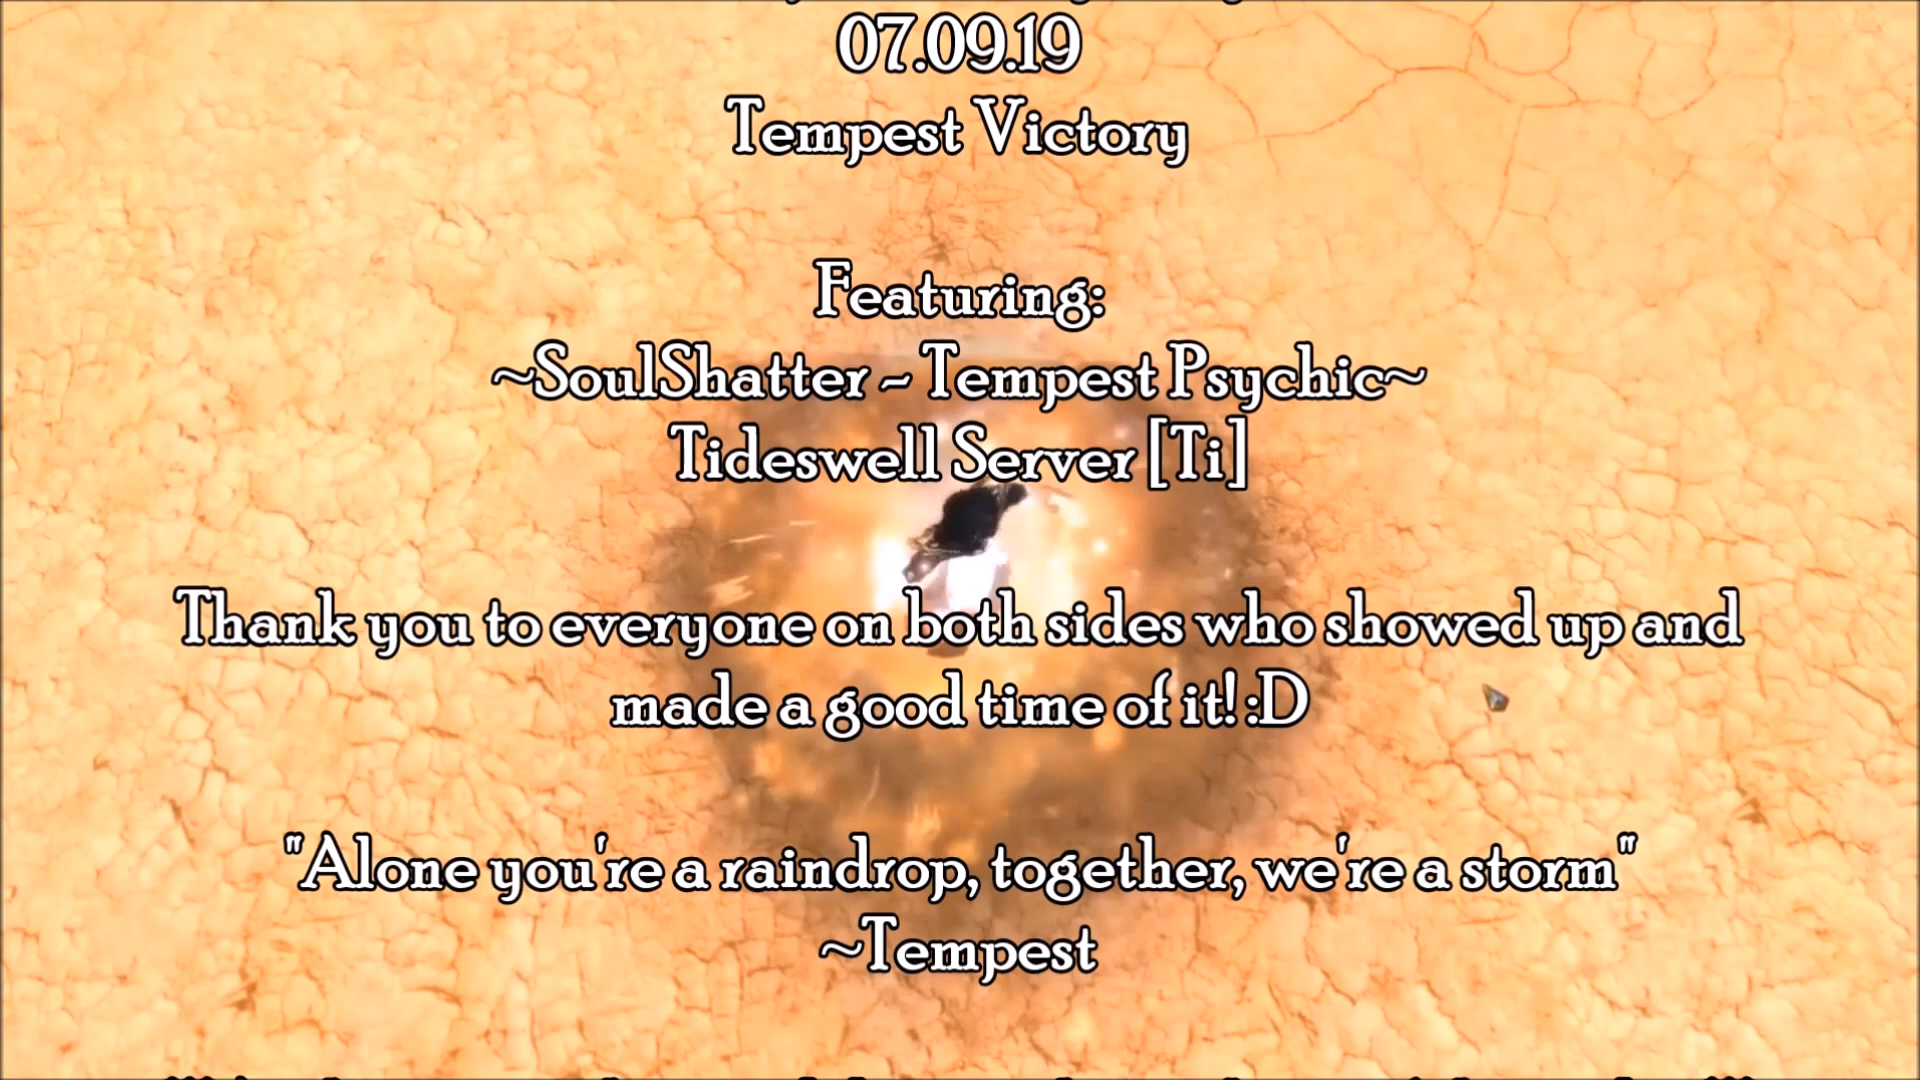 07.09.19
Tempest Victory
Featuring:
~SoulShatter - Tempest Psychic~
Tideswell Server [Ti]
Thank you to everyone on both sides who showed up and
made a good time of it! :D
"Alone you're a raindrop, together, we're a storm"
~Tempest